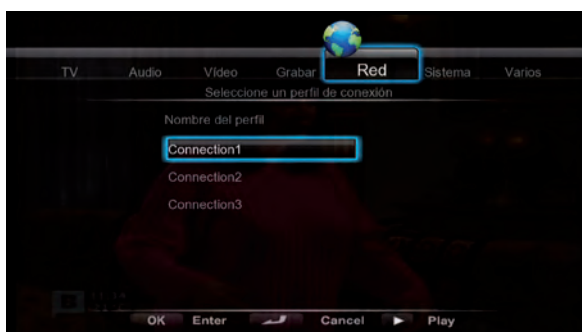 TV Audio Vídeo Grabar Red Sistema Varios
Seleccione un perfil de conexión
Nombre del perfil
Connection1
Connection2
Connection3
OK Enter Cancel Play